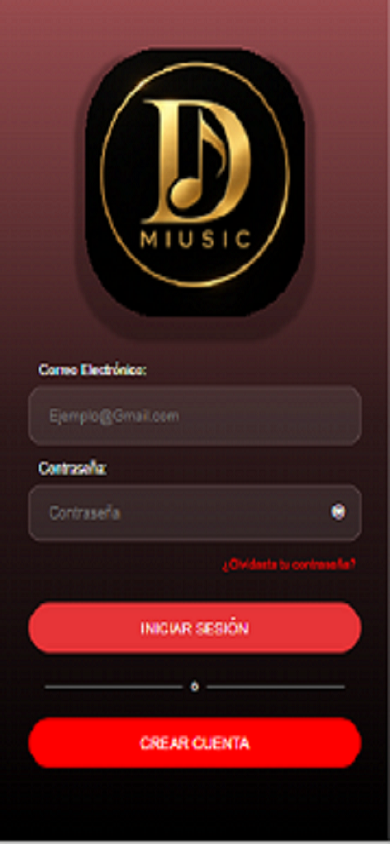 D
MIUSIC
Correo Electrónico:
Ejemplo@Gmail.com
Contraseña:
Contraseña
¿Olvidaste tu contraseña?
INICIAR SESIÓN
o
CREAR CUENTA